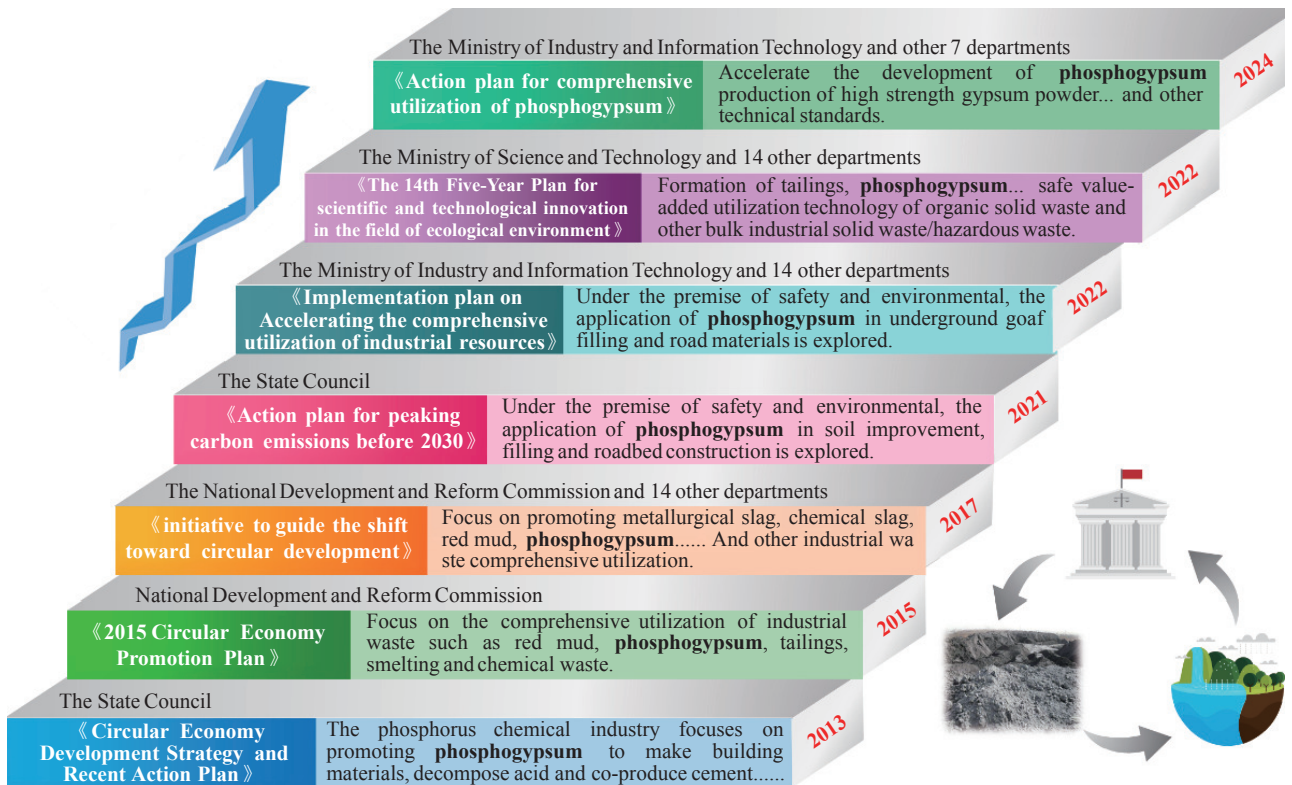 The Ministry of Industry and Information Technology and other 7 departments
《Action plan for comprehensive
utilization of phosphogypsum》
Accelerate the development of phosphogypsum
production of high strength gypsum powder... and other
technical standards.
2024
The Ministry of Science and Technology and 14 other departments
《The 14th Five-Year Plan for
scientific and technological innovation
in the field of ecological environment》
Formation of tailings, phosphogypsum... safe value-
added utilization technology of organic solid waste and
other bulk industrial solid waste/hazardous waste.
2022
The Ministry of Industry and Information Technology and 14 other departments
《Implementation plan on
Accelerating the comprehensive
utilization of industrial resources》
Under the premise of safety and environmental, the
application of phosphogypsum in underground goaf
filling and road materials is explored.
2022
The State Council
《Action plan for peaking
carbon emissions before 2030》
Under the premise of safety and environmental, the
application of phosphogypsum in soil improvement,
filling and roadbed construction is explored.
2021
The National Development and Reform Commission and 14 other departments
《initiative to guide the shift
toward circular development》
Focus on promoting metallurgical slag, chemical slag,
red mud, phosphogypsum...... And other industrial wa
ste comprehensive utilization.
2017
National Development and Reform Commission
《2015 Circular Economy
Promotion Plan》
Focus on the comprehensive utilization of industrial
waste such as red mud, phosphogypsum, tailings,
smelting and chemical waste.
2015
The State Council
《Circular Economy
Development Strategy and
Recent Action Plan》
The phosphorus chemical industry focuses on
promoting phosphogypsum to make building
materials, decompose acid and co-produce cement......
2013